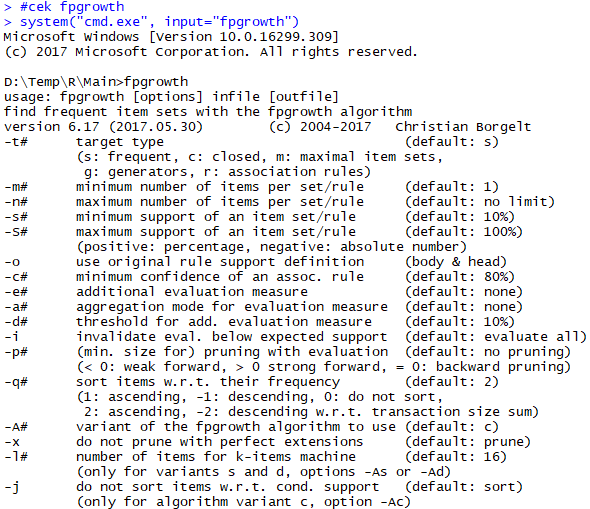 > #cek fpgrowth
> system("cmd.exe", input="fpgrowth")
Microsoft Windows [Version 10.0.16299.309]
(c) 2017 Microsoft Corporation. All rights reserved.

D:\Temp\R\Main>fpgrowth
usage: fpgrowth [options] infile [outfile]
find frequent item sets with the fpgrowth algorithm
version 6.17 (2017.05.30)        (c) 2004-2017   Christian Borgelt
-t#      target type                              (default: s)
         (s: frequent, c: closed, m: maximal item sets,
          g: generators, r: association rules)
-m#      minimum number of items per set/rule     (default: 1)
-n#      maximum number of items per set/rule     (default: no limit)
-s#      minimum support of an item set/rule      (default: 10%)
-S#      maximum support of an item set/rule      (default: 100%)
         (positive: percentage, negative: absolute number)
-o       use original rule support definition     (body & head)
-c#      minimum confidence of an assoc. rule     (default: 80%)
-e#      additional evaluation measure            (default: none)
-a#      aggregation mode for evaluation measure  (default: none)
-d#      threshold for add. evaluation measure    (default: 10%)
-i       invalidate eval. below expected support  (default: evaluate all)
-p#      (min. size for) pruning with evaluation  (default: no pruning)
         (< 0: weak forward, > 0 strong forward, = 0: backward pruning)
-q#      sort items w.r.t. their frequency        (default: 2)
         (1: ascending, -1: descending, 0: do not sort,
          2: ascending, -2: descending w.r.t. transaction size sum)
-A#      variant of the fpgrowth algorithm to use (default: c)
-x       do not prune with perfect extensions     (default: prune)
-l#      number of items for k-items machine      (default: 16)
         (only for variants s and d, options -As or -Ad)
-j       do not sort items w.r.t. cond. support   (default: sort)
         (only for algorithm variant c, option -Ac)